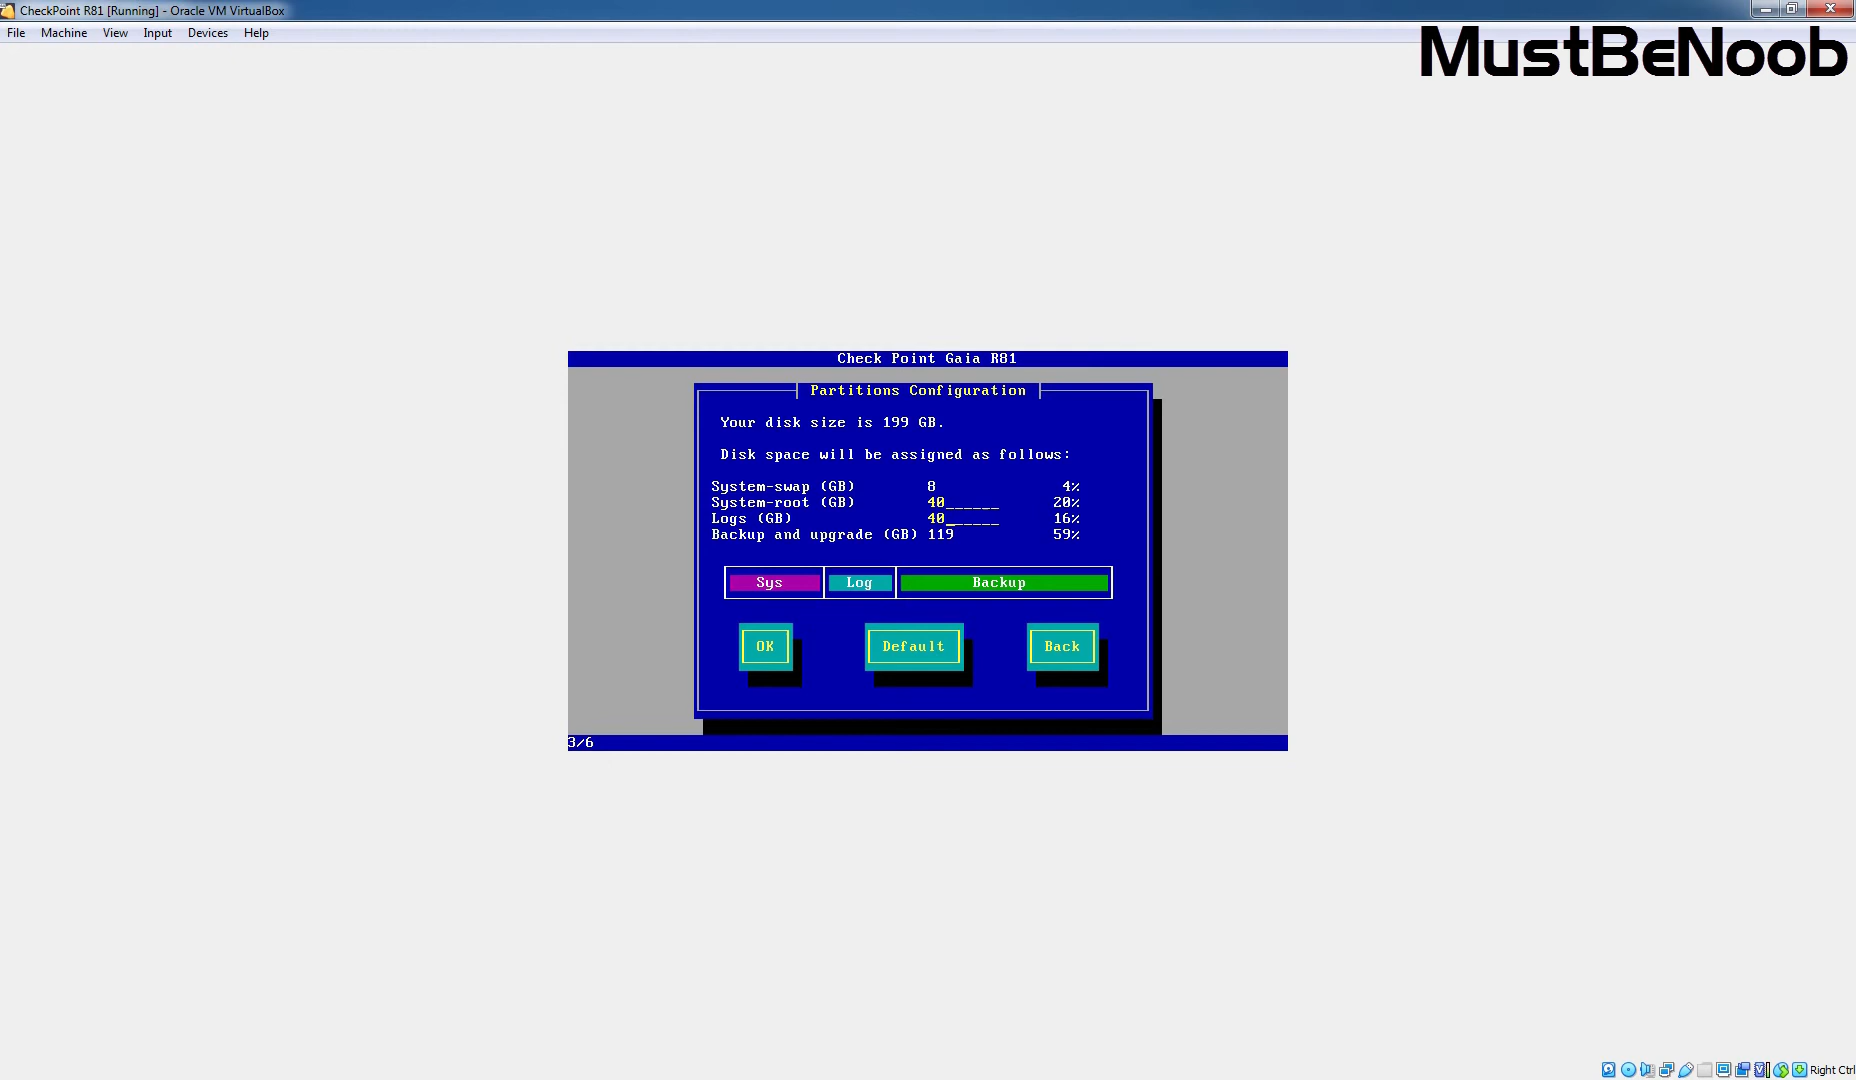 CheckPoint R81 [Running] - Oracle VM VirtualBox
File Machine View Input Devices Help
MustBeNoob
Check Point Gaia R81
Partitions Configuration
Your disk size is 199 GB.
Disk space will be assigned as follows:
System-swap (GB) 8 4%
System-root (GB) 40______ 20%
Logs (GB) 40______ 16%
Backup and upgrade (GB) 119 59%
Sys Log Backup
OK Default Back
3/6
Right Ctrl